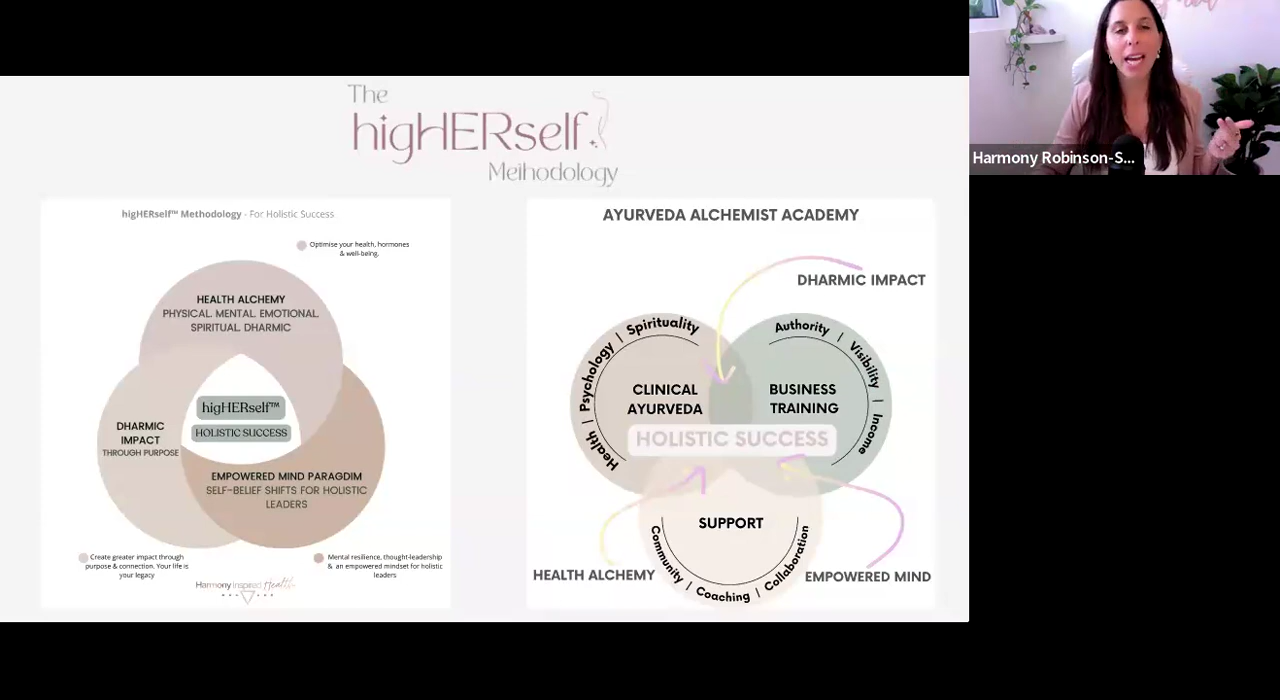 The
higHERself
Methodology
higHERself™ Methodology - For Holistic Success
Optimise your health, hormones
& well-being.
HEALTH ALCHEMY
PHYSICAL. MENTAL. EMOTIONAL.
SPIRITUAL. DHARMIC
higHERself™
HOLISTIC SUCCESS
DHARMIC
IMPACT
THROUGH PURPOSE
EMPOWERED MIND PARAGDIM
SELF-BELIEF SHIFTS FOR HOLISTIC
LEADERS
Create greater impact through
purpose & connection. Your life is
your legacy
Mental resilience, thought-leadership
& an empowered mindset for holistic
leaders
Harmony Inspired Health
AYURVEDA ALCHEMIST ACADEMY
DHARMIC IMPACT
Health | Psychology | Spirituality
Authority | Visibility | Income
CLINICAL
AYURVEDA
BUSINESS
TRAINING
HOLISTIC SUCCESS
SUPPORT
Community | Coaching | Collaboration
HEALTH ALCHEMY
EMPOWERED MIND
Harmony Robinson-S...